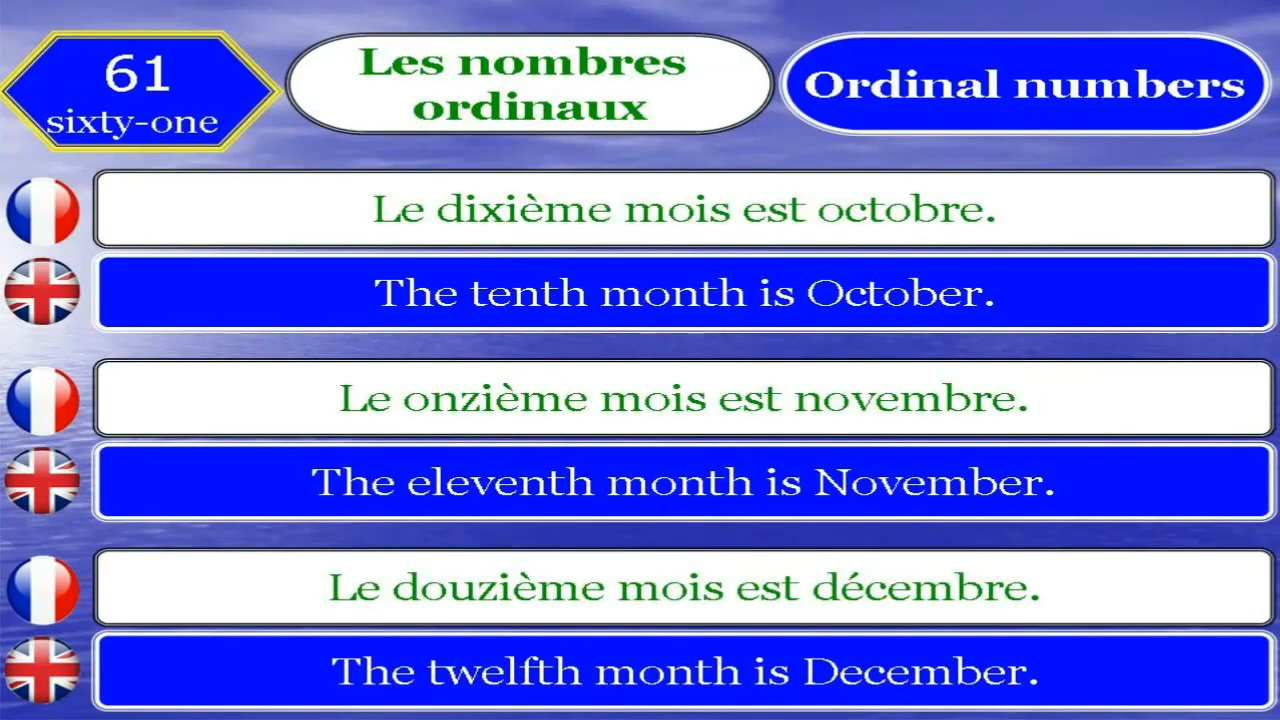 61
sixty-one
Les nombres
ordinaux
Ordinal numbers
Le dixième mois est octobre.
The tenth month is October.
Le onzième mois est novembre.
The eleventh month is November.
Le douzième mois est décembre.
The twelfth month is December.